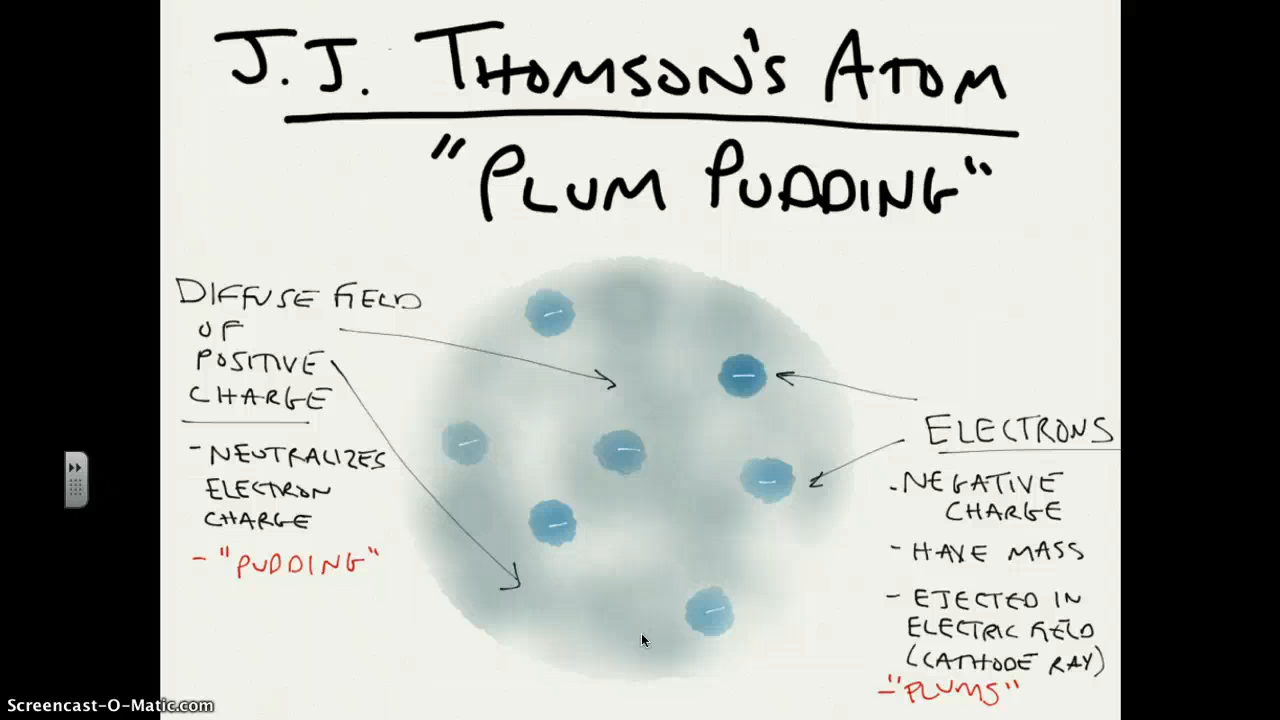 J.J. THOMSON'S ATOM
"PLUM PUDDING"
DIFFUSE FIELD
OF
POSITIVE
CHARGE
- NEUTRALIZES
ELECTRON
CHARGE
- "PUDDING"
ELECTRONS
- NEGATIVE
CHARGE
- HAVE MASS
- EJECTED IN
ELECTRIC FIELD
(CATHODE RAY)
- "PLUMS"
Screencast-O-Matic.com